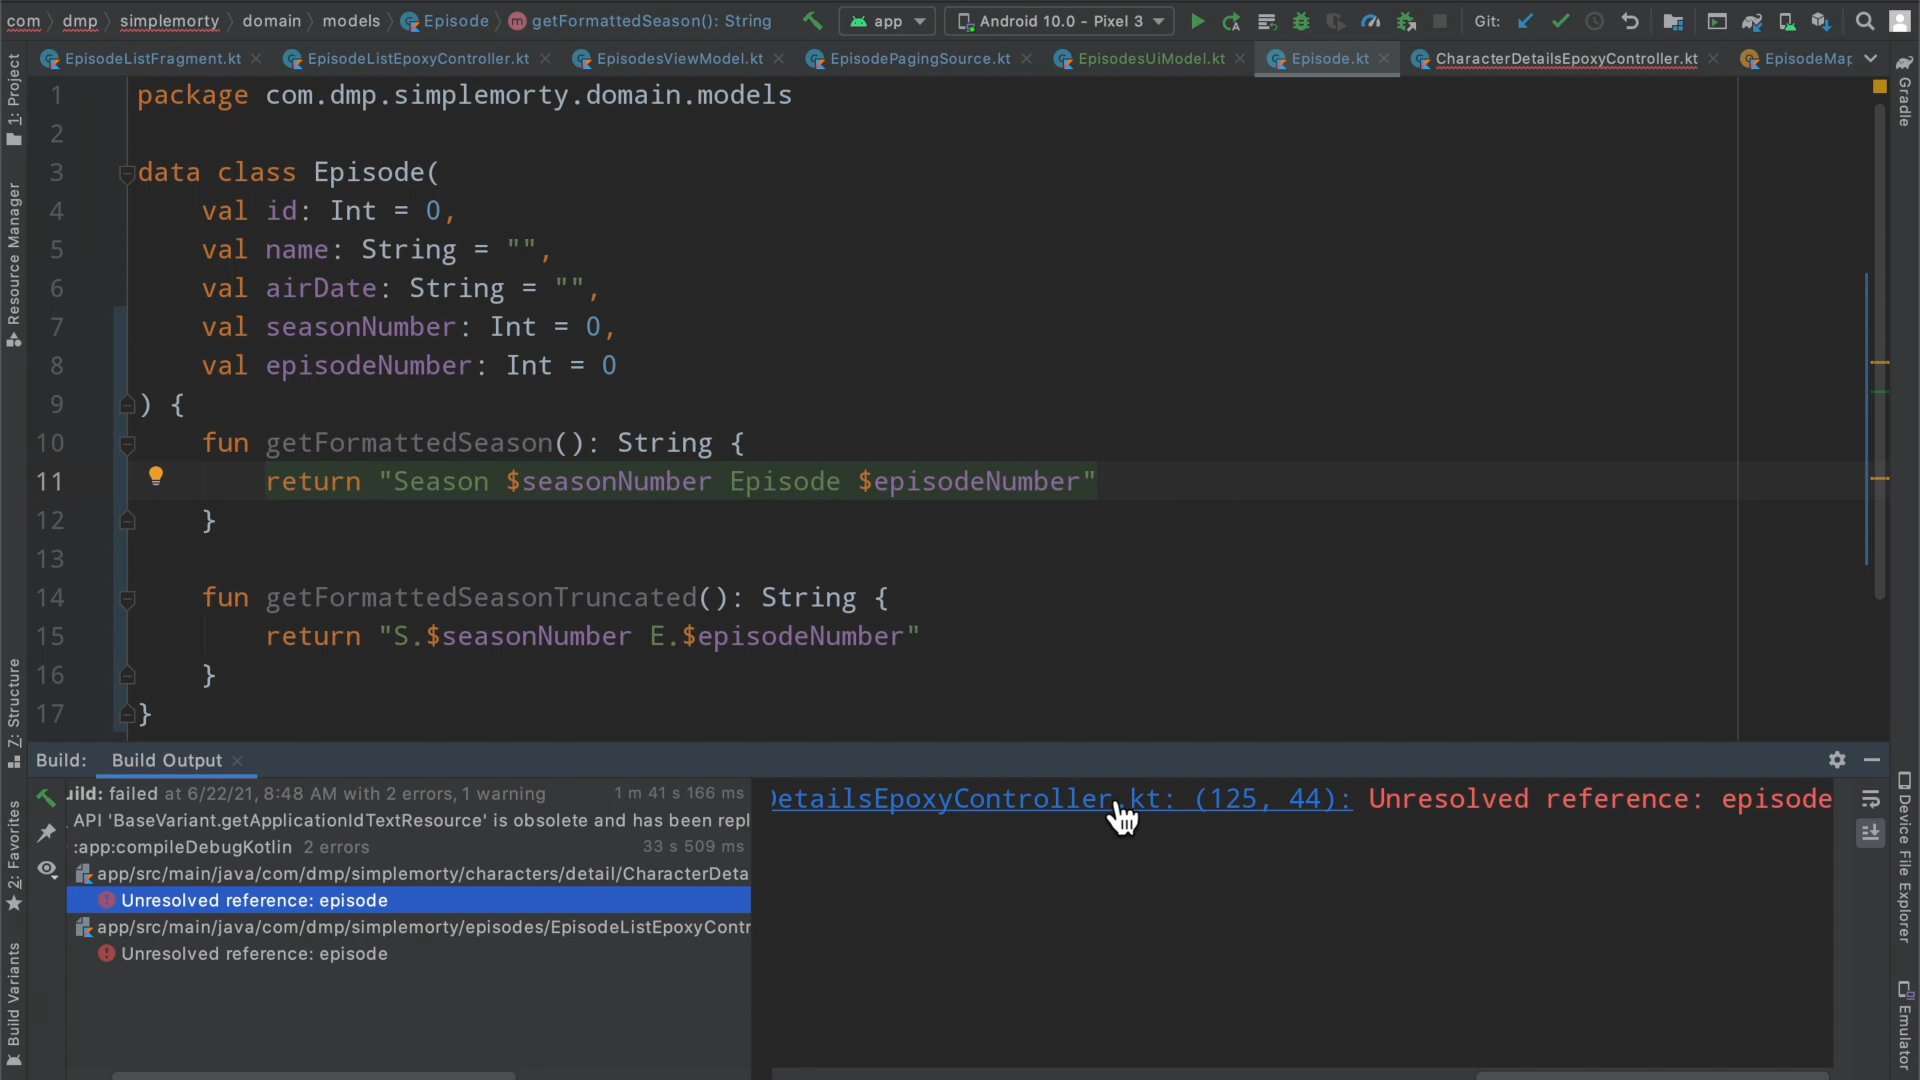 com dmp simplemorty domain models Episode getFormattedSeason(): String app Android 10.0 - Pixel 3 Git:
EpisodeListFragment.kt EpisodeListEpoxyController.kt EpisodesViewModel.kt EpisodePagingSource.kt EpisodesUiModel.kt Episode.kt CharacterDetailsEpoxyController.kt EpisodeMap
1 package com.dmp.simplemorty.domain.models
2
3 data class Episode(
4 val id: Int = 0,
5 val name: String = "",
6 val airDate: String = "",
7 val seasonNumber: Int = 0,
8 val episodeNumber: Int = 0
9 ) {
10 fun getFormattedSeason(): String {
11 return "Season $seasonNumber Episode $episodeNumber"
12 }
13
14 fun getFormattedSeasonTruncated(): String {
15 return "S.$seasonNumber E.$episodeNumber"
16 }
17 }
1: Project
Resource Manager
Z: Structure
2: Favorites
Build Variants
Gradle
Device File Explorer
Emulator
Build: Build Output
uild: failed at 6/22/21, 8:48 AM with 2 errors, 1 warning 1 m 41 s 166 ms
API 'BaseVariant.getApplicationIdTextResource' is obsolete and has been repl
:app:compileDebugKotlin 2 errors 33 s 509 ms
app/src/main/java/com/dmp/simplemorty/characters/detail/CharacterDeta
Unresolved reference: episode
app/src/main/java/com/dmp/simplemorty/episodes/EpisodeListEpoxyContr
Unresolved reference: episode
DetailsEpoxyController.kt: (125, 44): Unresolved reference: episode